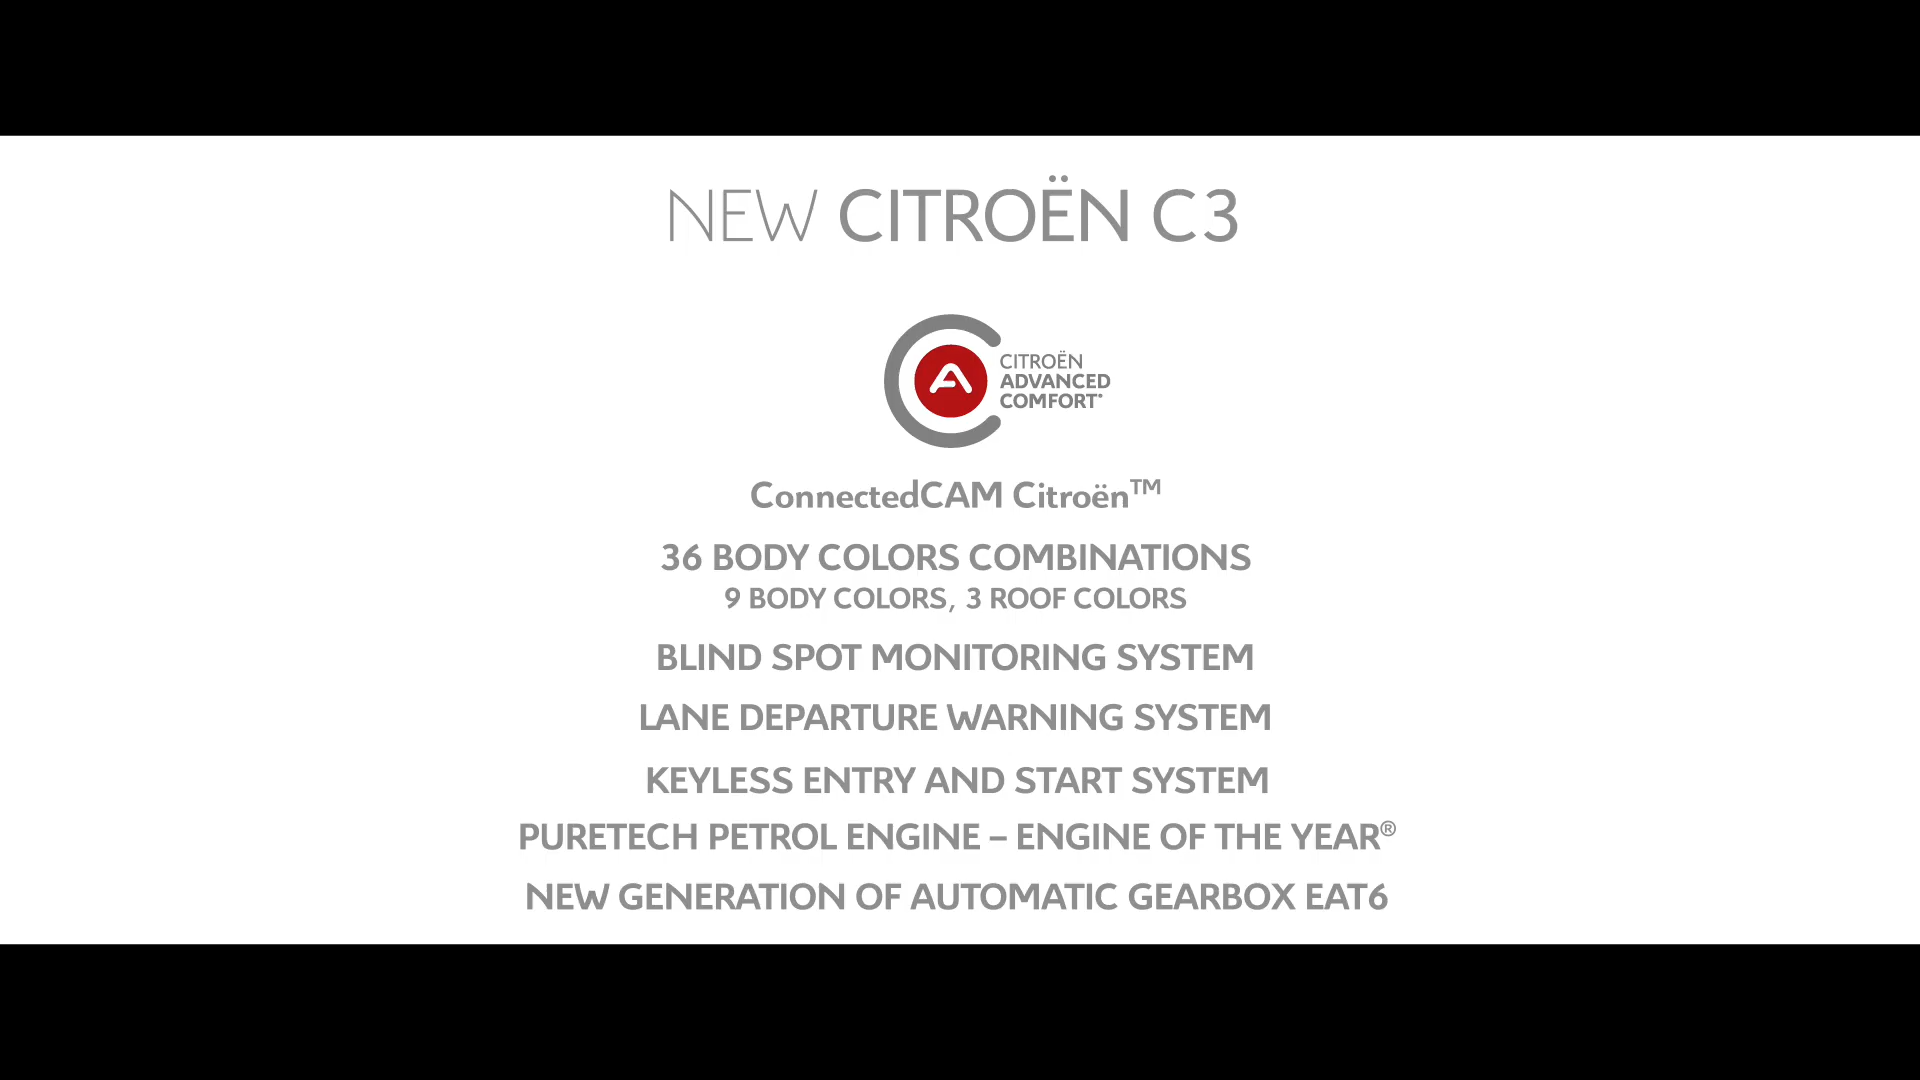 NEW CITROËN C3
A
CITROËN
ADVANCED
COMFORT®
ConnectedCAM Citroën™
36 BODY COLORS COMBINATIONS
9 BODY COLORS, 3 ROOF COLORS
BLIND SPOT MONITORING SYSTEM
LANE DEPARTURE WARNING SYSTEM
KEYLESS ENTRY AND START SYSTEM
PURETECH PETROL ENGINE – ENGINE OF THE YEAR®
NEW GENERATION OF AUTOMATIC GEARBOX EAT6